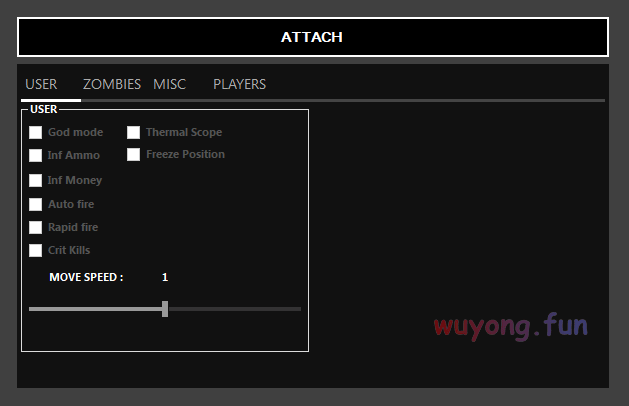 ATTACH
USER ZOMBIES MISC PLAYERS
USER
God mode Thermal Scope
Inf Ammo Freeze Position
Inf Money
Auto fire
Rapid fire
Crit Kills
MOVE SPEED : 1
wuyong.fun